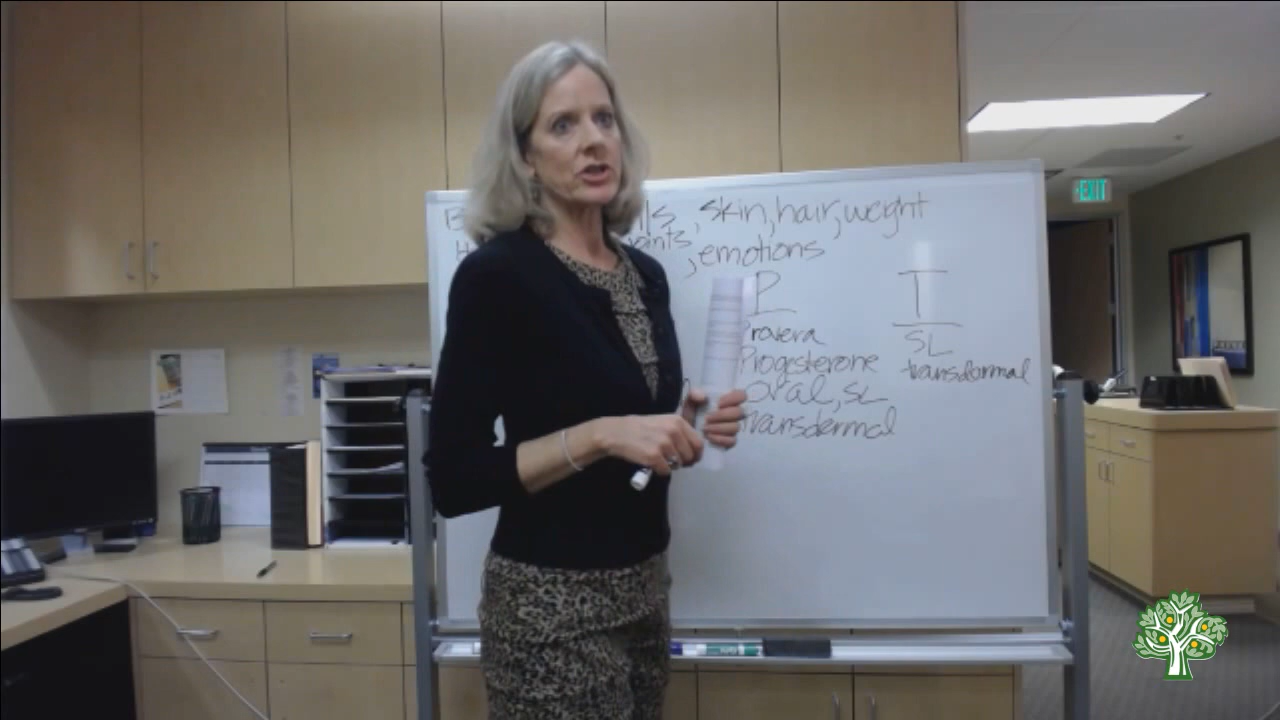 skin, hair, weight
, emotions
P
T
Provera
SL
Progesterone
transdermal
oral, SL
transdermal
EXIT